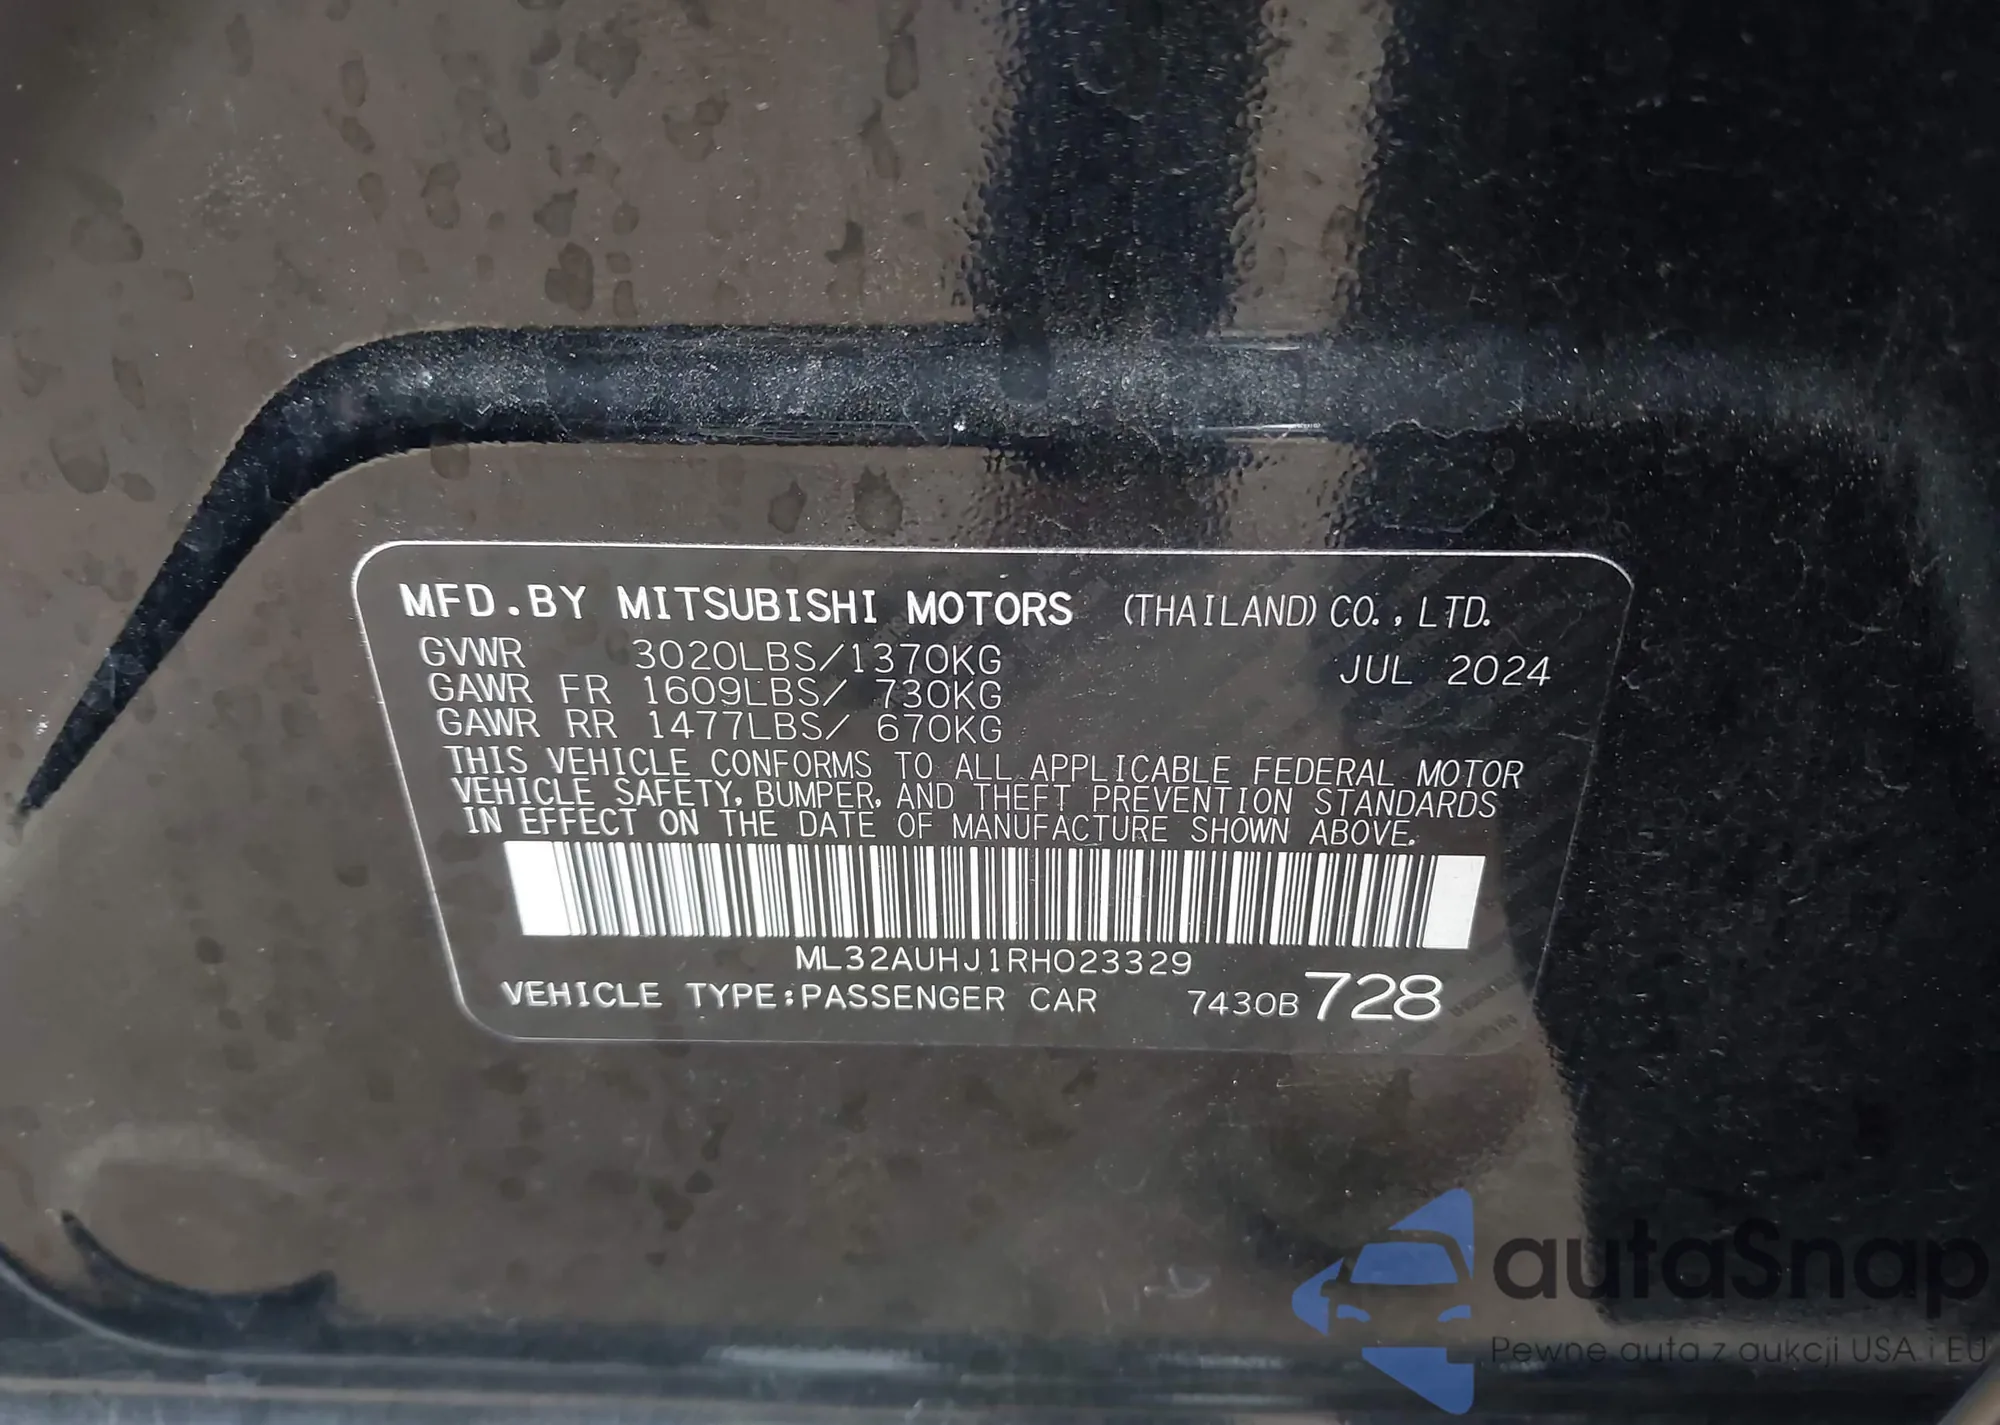 MFD.BY MITSUBISHI MOTORS (THAILAND) CO.,LTD.
GVWR 3020LBS/1370KG JUL 2024
GAWR FR 1609LBS/ 730KG
GAWR RR 1477LBS/ 670KG
THIS VEHICLE CONFORMS TO ALL APPLICABLE FEDERAL MOTOR
VEHICLE SAFETY, BUMPER, AND THEFT PREVENTION STANDARDS
IN EFFECT ON THE DATE OF MANUFACTURE SHOWN ABOVE.
ML32AUHJ1RH023329
VEHICLE TYPE:PASSENGER CAR 7430B 728
autaSnap
Pewne auta z aukcji USA i EU